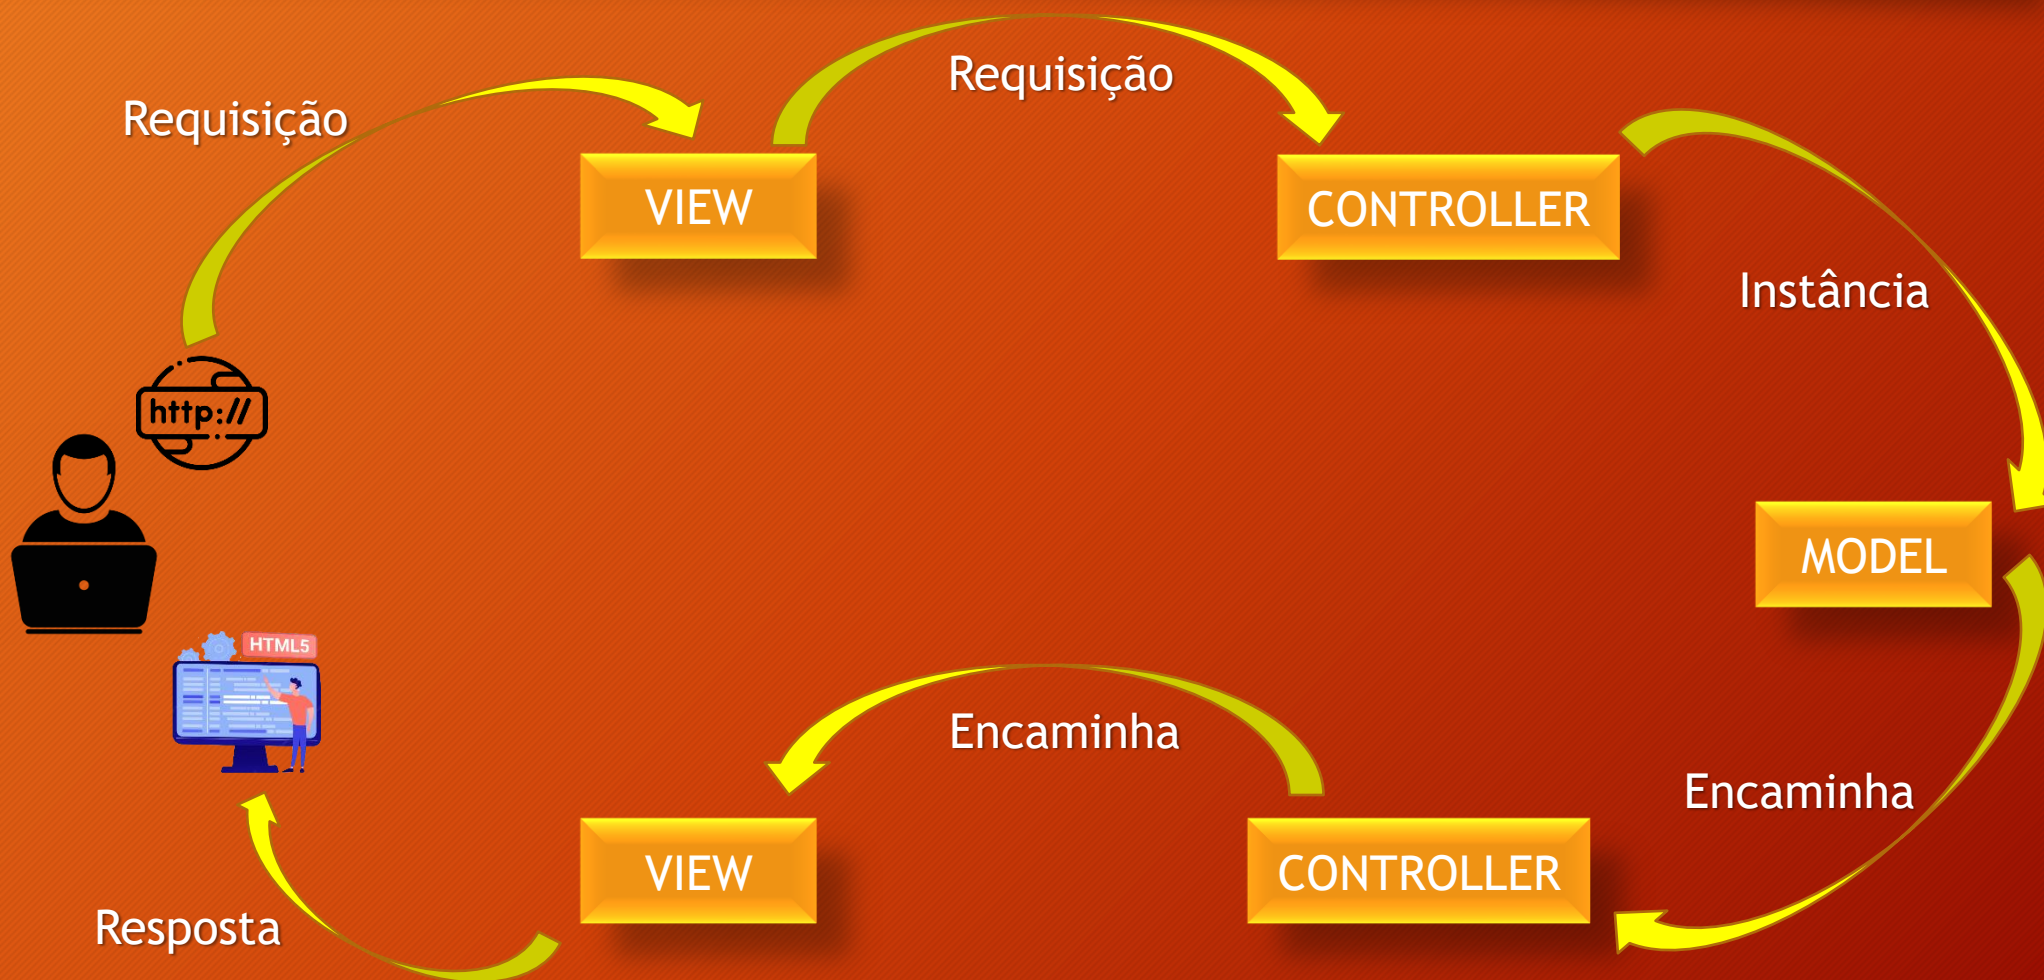 Requisição
Requisição
VIEW
CONTROLLER
Instância
http://
MODEL
HTML5
Encaminha
Encaminha
VIEW
CONTROLLER
Resposta